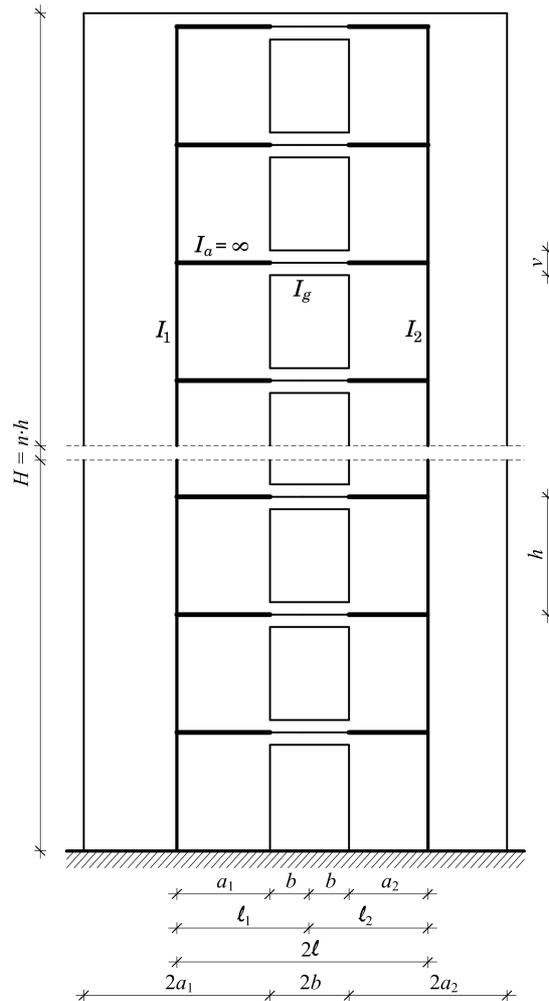 I_a = ∞
v
I_g
I_1
I_2
H = n·h
h
a_1 b b a_2
ℓ_1 ℓ_2
2ℓ
2a_1 2b 2a_2